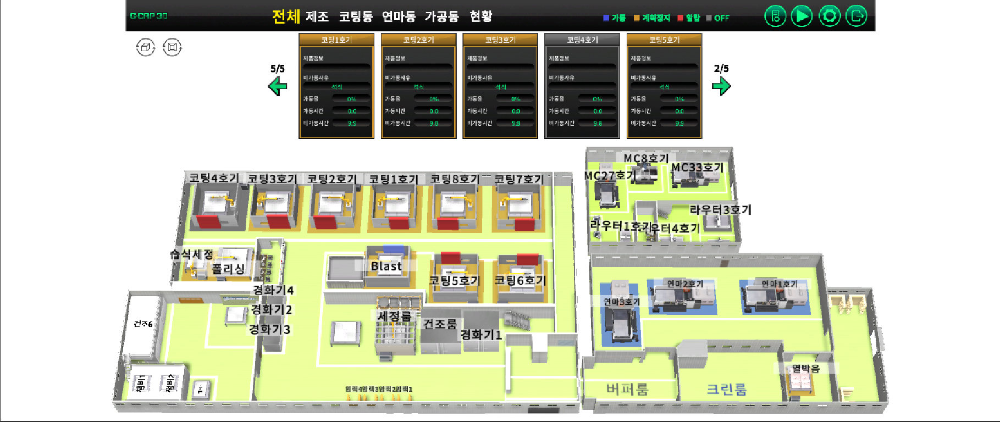 G-CAP 3D
전체 제조 코팅동 연마동 가공동 현황
가동 계획정지 알람 OFF
5/5
2/5
코팅1호기
제품정보
비가동사유
석식
가동율 0%
가동시간 0:0
비가동시간 9:9
코팅2호기
제품정보
비가동사유
석식
가동율 0%
가동시간 0:0
비가동시간 9:8
코팅3호기
제품정보
비가동사유
석식
가동율 0%
가동시간 0:0
비가동시간 9:8
코팅4호기
제품정보
비가동사유
가동율 0%
가동시간 0:0
비가동시간 9:8
코팅5호기
제품정보
비가동사유
석식
가동율 0%
가동시간 0:0
비가동시간 9:9
코팅4호기 코팅3호기 코팅2호기 코팅1호기 코팅8호기 코팅7호기
MC8호기
MC33호기
MC27호기
라우터3호기
라우터1호기
우터4호기
습식세정
폴리싱
Blast
코팅5호기 코팅6호기
경화기4
경화기2
경화기3
세정룸
건조룸
경화기1
건조6
챔버1
챔버2
연마2호기
연마1호기
연마3호기
열박음
버퍼룸
크린룸